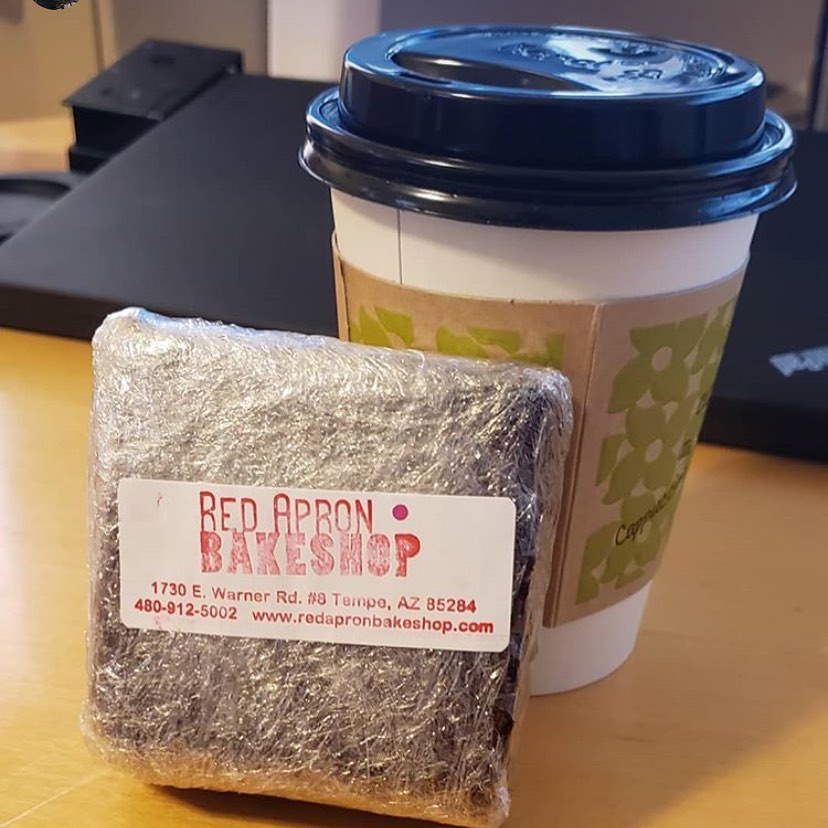 RED APRON
BAKESHOP
1730 E. Warner Rd. #8 Tempe, AZ 85284
480-912-5002 www.redapronbakeshop.com